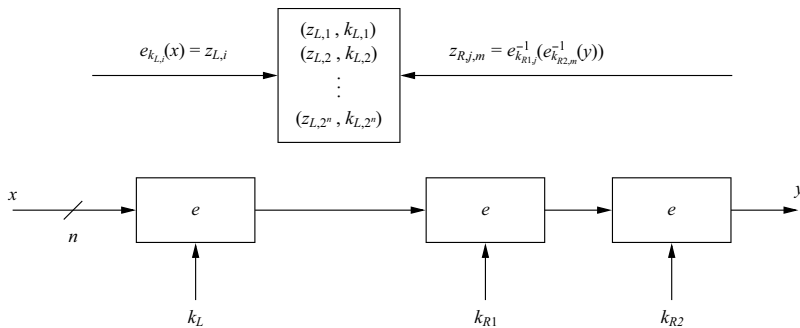 (z_{L,1} , k_{L,1})
e_{k_{L,i}}(x) = z_{L,i}
(z_{L,2} , k_{L,2})
z_{R,j,m} = e^{-1}_{k_{R1,j}}(e^{-1}_{k_{R2,m}}(y))
⋮
(z_{L,2^n} , k_{L,2^n})
x e e e y
n
k_L k_{R1} k_{R2}